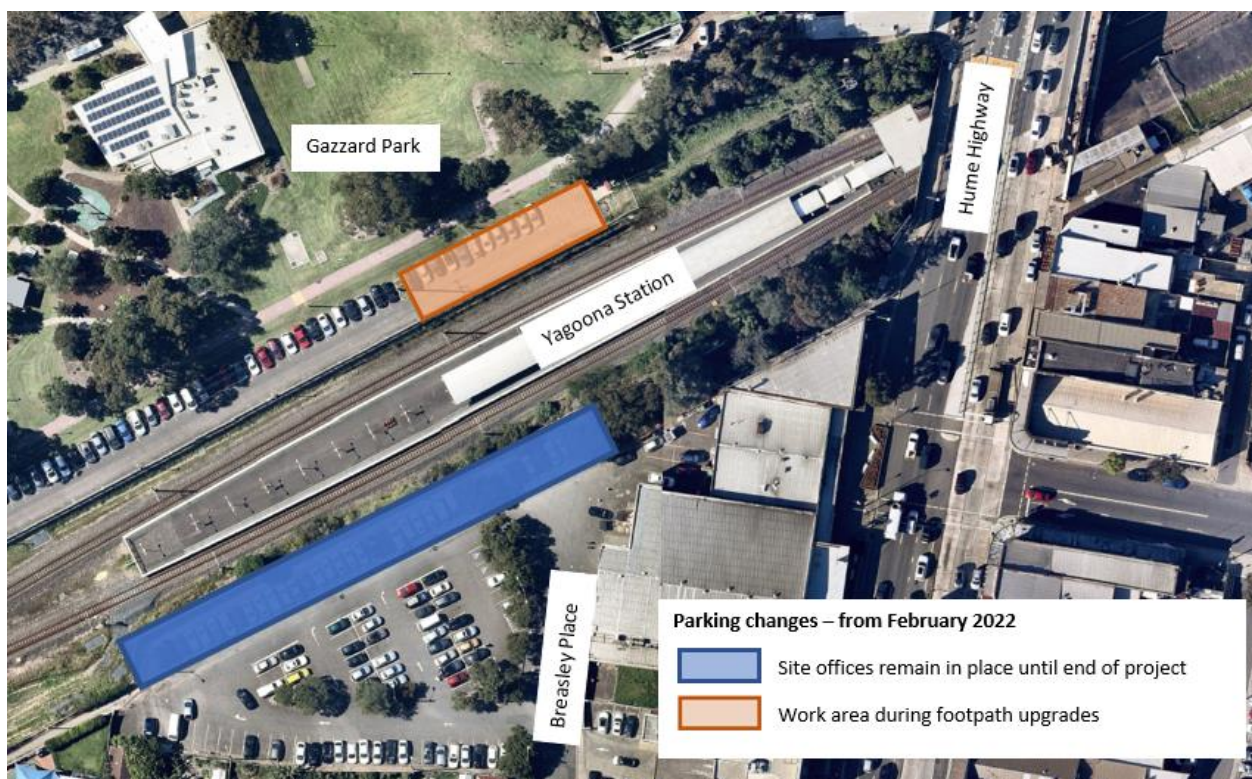 Gazzard Park
Hume Highway
Yagoona Station
Breasley Place
Parking changes – from February 2022
Site offices remain in place until end of project
Work area during footpath upgrades